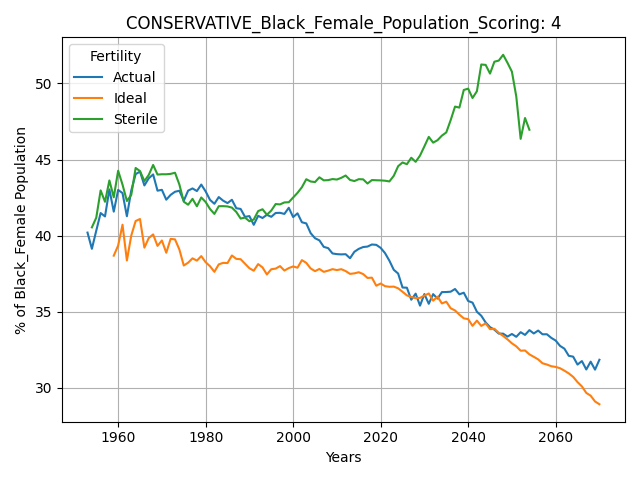 CONSERVATIVE_Black_Female_Population_Scoring: 4
Fertility
Actual
Ideal
Sterile
% of Black_Female Population
50
45
40
35
30
1960 1980 2000 2020 2040 2060
Years